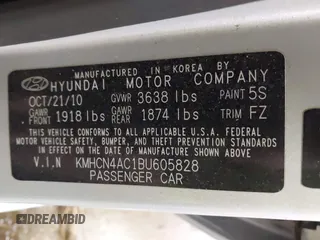 MANUFACTURED IN KOREA BY
HYUNDAI MOTOR COMPANY
OCT/21/10 GVWR 3638 lbs PAINT 5S
GAWR FRONT 1918 lbs GAWR REAR 1874 lbs TRIM FZ
THIS VEHICLE CONFORMS TO ALL APPLICABLE FEDERAL
MOTOR VEHICLE SAFETY, BUMPER, AND THEFT PREVENTION STANDARDS
IN EFFECT ON THE DATE OF MANUFACTURE SHOWN ABOVE.
V.I.N KMHCN4AC1BU605828
PASSENGER CAR
DREAMBID